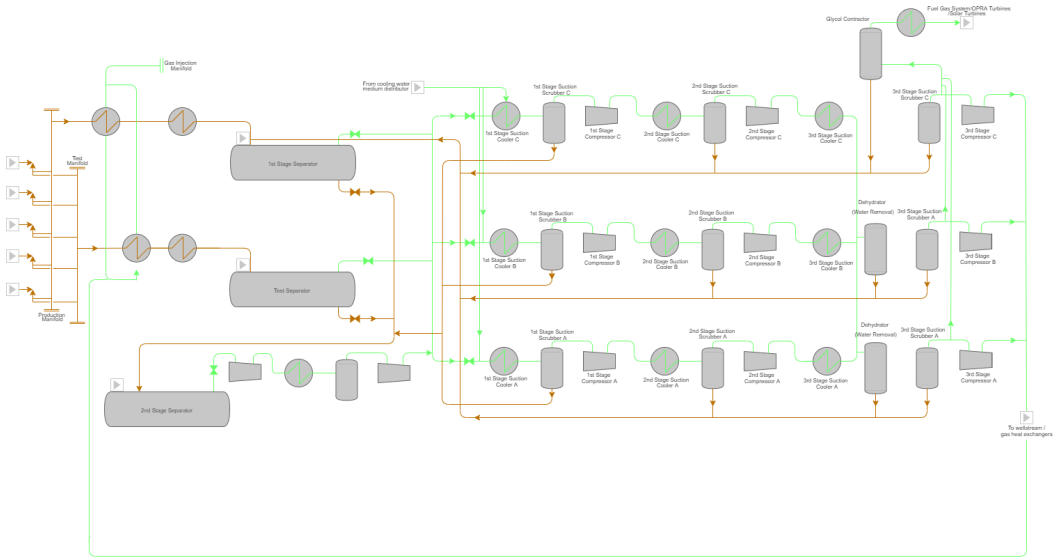 Fuel Gas System/OPRA Turbines
/Solar Turbines
Glycol Contractor
Gas Injection
Manifold
From cooling water
medium distributor
1st Stage Suction
Scrubber C
2nd Stage Suction
Scrubber C
3rd Stage Suction
Scrubber C
1st Stage Suction
Cooler C
1st Stage
Compressor C
2nd Stage Suction
Cooler C
2nd Stage
Compressor C
3rd Stage Suction
Cooler C
3rd Stage
Compressor C
Test
Manifold
1st Stage Separator
1st Stage Suction
Scrubber B
2nd Stage Suction
Scrubber B
Dehydrator
(Water Removal)
3rd Stage Suction
Scrubber A
1st Stage Suction
Cooler B
1st Stage
Compressor B
2nd Stage Suction
Cooler B
2nd Stage
Compressor B
3rd Stage Suction
Cooler B
3rd Stage
Compressor B
Test Separator
Production
Manifold
1st Stage Suction
Scrubber A
2nd Stage Suction
Scrubber A
Dehydrator
(Water Removal)
3rd Stage Suction
Scrubber A
1st Stage Suction
Cooler A
1st Stage
Compressor A
2nd Stage Suction
Cooler A
2nd Stage
Compressor A
3rd Stage Suction
Cooler A
3rd Stage
Compressor A
2nd Stage Separator
To wellstream /
gas heat exchangers